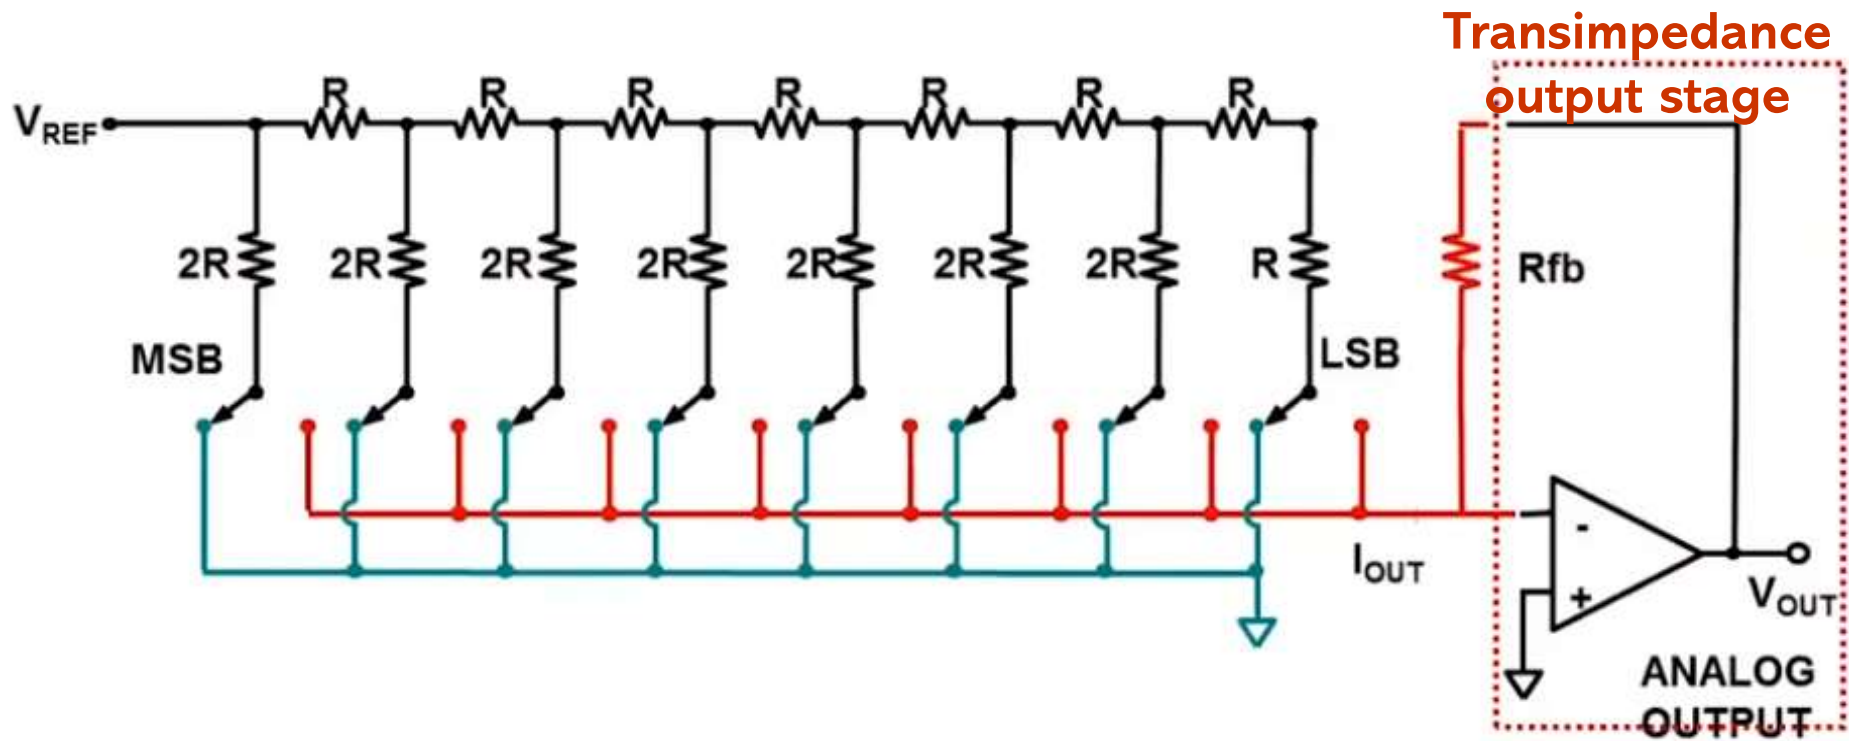 Transimpedance
output stage
R R R R R R R
VREF
2R 2R 2R 2R 2R 2R 2R R Rfb
MSB
LSB
-
IOUT
+
VOUT
ANALOG
OUTPUT